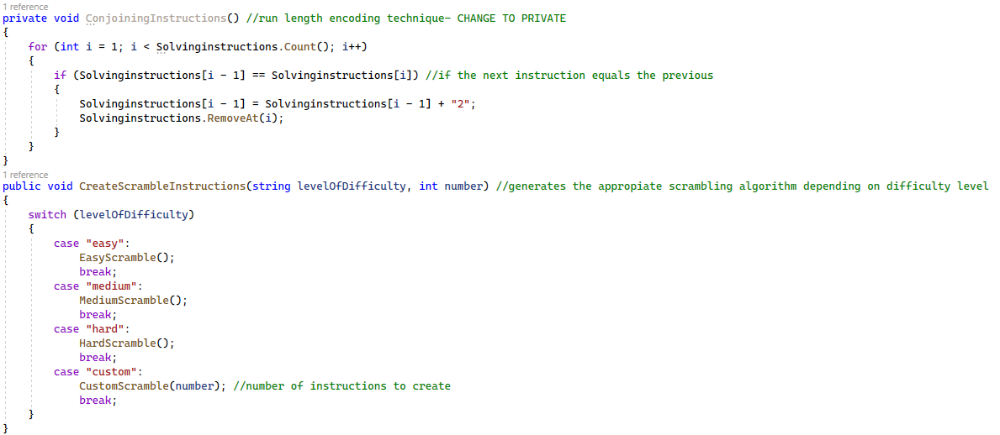 1 reference
private void ConjoiningInstructions() //run length encoding technique- CHANGE TO PRIVATE
{
for (int i = 1; i < Solvinginstructions.Count(); i++)
{
if (Solvinginstructions[i - 1] == Solvinginstructions[i]) //if the next instruction equals the previous
{
Solvinginstructions[i - 1] = Solvinginstructions[i - 1] + "2";
Solvinginstructions.RemoveAt(i);
}
}
}
1 reference
public void CreateScrambleInstructions(string levelOfDifficulty, int number) //generates the appropiate scrambling algorithm depending on difficulty level
{
switch (levelOfDifficulty)
{
case "easy":
EasyScramble();
break;
case "medium":
MediumScramble();
break;
case "hard":
HardScramble();
break;
case "custom":
CustomScramble(number); //number of instructions to create
break;
}
}